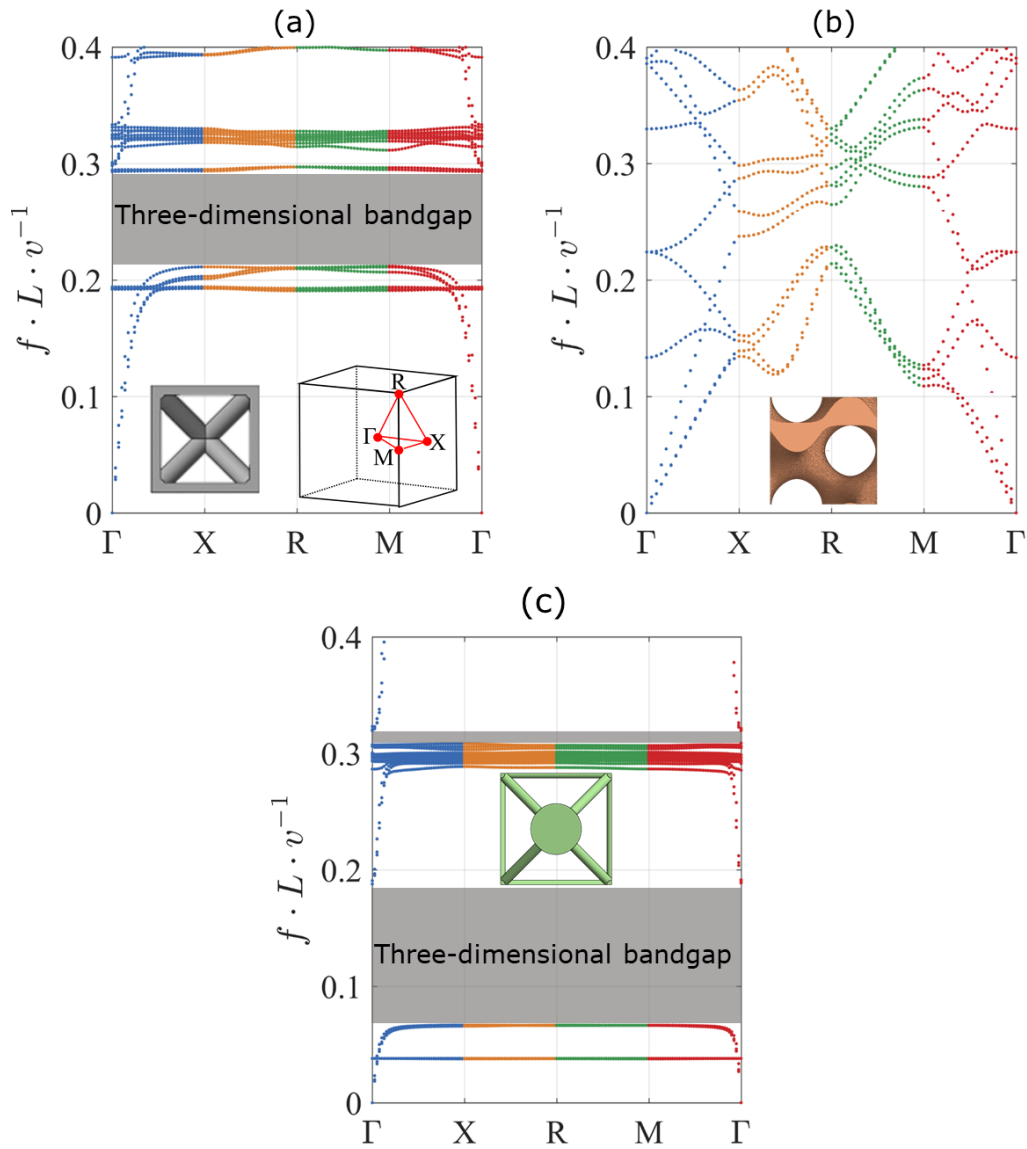 (a)
0.4
0.3
0.2
0.1
0
f · L · v⁻¹
Three-dimensional bandgap
R
Γ
X
M
Γ X R M Γ
(b)
0.4
0.3
0.2
0.1
0
f · L · v⁻¹
Γ X R M Γ
(c)
0.4
0.3
0.2
0.1
0
f · L · v⁻¹
Three-dimensional bandgap
Γ X R M Γ